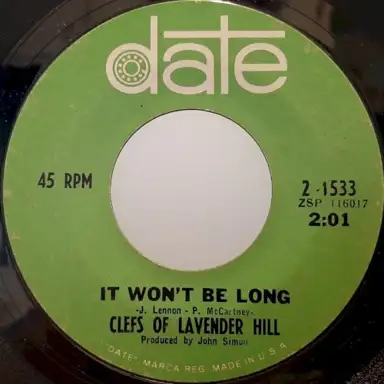 date
45 RPM
2-1533
ZSP 116017
2:01
IT WON'T BE LONG
-J. Lennon - P. McCartney-
CLEFS OF LAVENDER HILL
Produced by John Simon
"DATE" MARCA REG. MADE IN U.S.A.